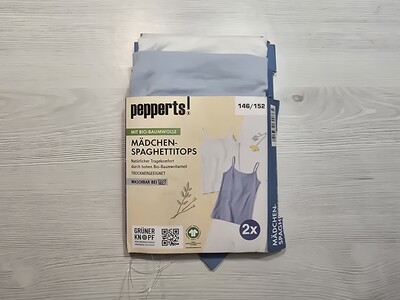 pepperts!
146/152
MIT BIO-BAUMWOLLE
MÄDCHEN-
SPAGHETTITOPS
Natürlicher Tragekomfort
durch hohen Bio-Baumwollanteil
TROCKNERGEEIGNET
WASCHBAR BEI
GRÜNER
KNOPF
2x
MÄDCHEN-
SPAGHE